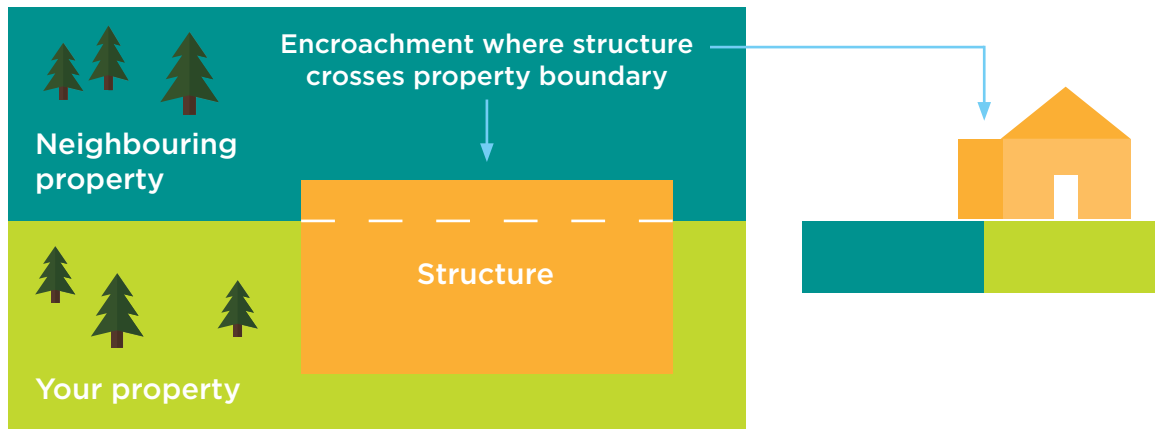 Encroachment where structure
crosses property boundary
Neighbouring
property
Structure
Your property